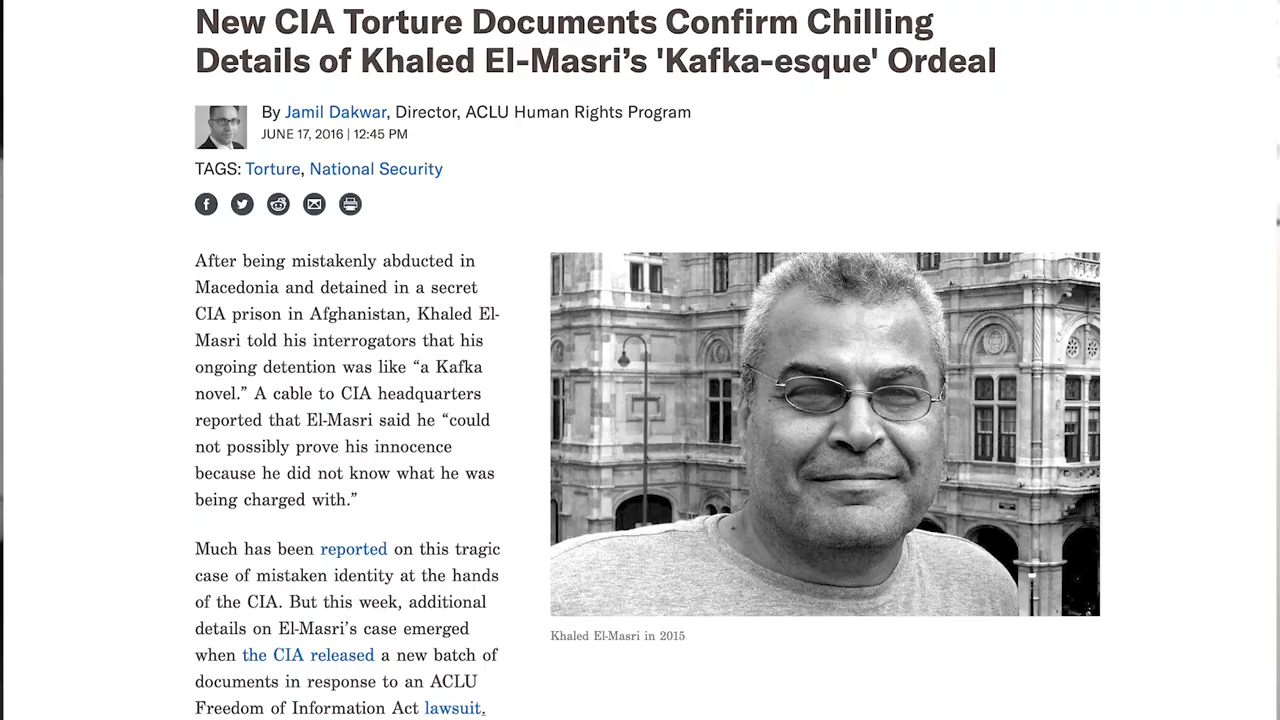 New CIA Torture Documents Confirm Chilling
Details of Khaled El-Masri’s 'Kafka-esque' Ordeal
By Jamil Dakwar, Director, ACLU Human Rights Program
JUNE 17, 2016 | 12:45 PM
TAGS: Torture, National Security
After being mistakenly abducted in
Macedonia and detained in a secret
CIA prison in Afghanistan, Khaled El-
Masri told his interrogators that his
ongoing detention was like “a Kafka
novel.” A cable to CIA headquarters
reported that El-Masri said he “could
not possibly prove his innocence
because he did not know what he was
being charged with.”
Much has been reported on this tragic
case of mistaken identity at the hands
of the CIA. But this week, additional
details on El-Masri’s case emerged
when the CIA released a new batch of
documents in response to an ACLU
Freedom of Information Act lawsuit.
Khaled El-Masri in 2015